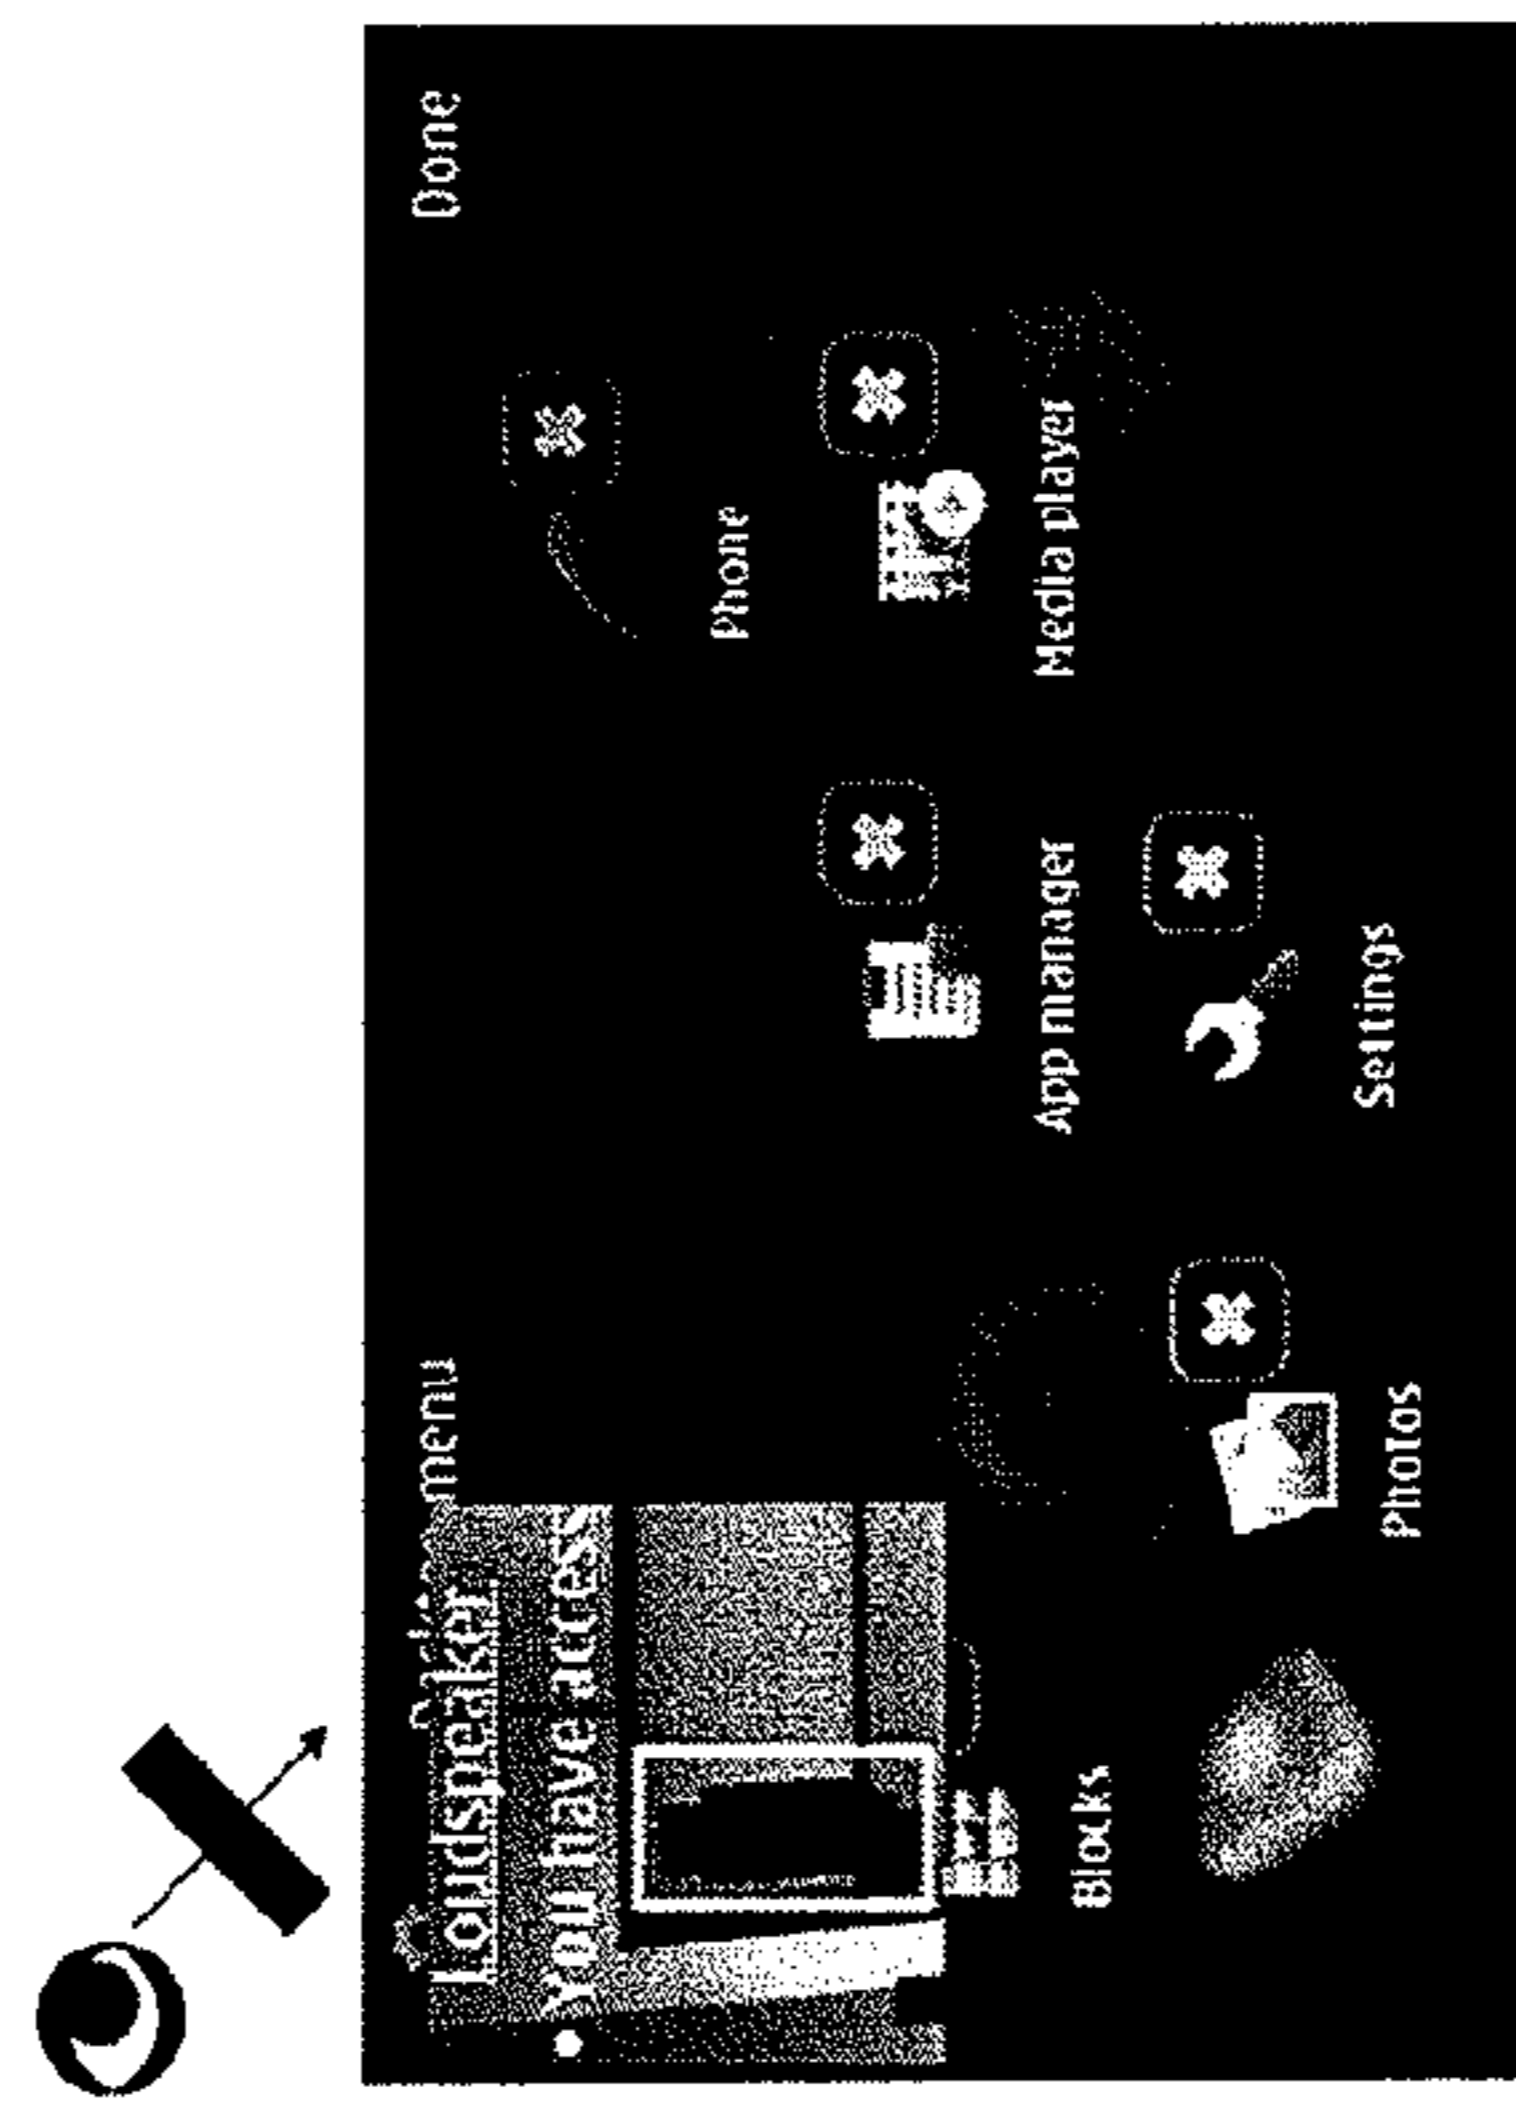 menu
Done
Loudspeaker
you have access
Phone
App manager
Media player
Blocks
Photos
Settings